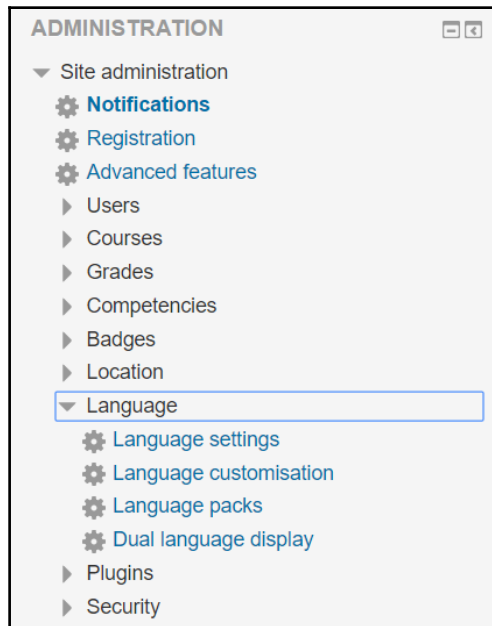 ADMINISTRATION
Site administration
Notifications
Registration
Advanced features
Users
Courses
Grades
Competencies
Badges
Location
Language
Language settings
Language customisation
Language packs
Dual language display
Plugins
Security